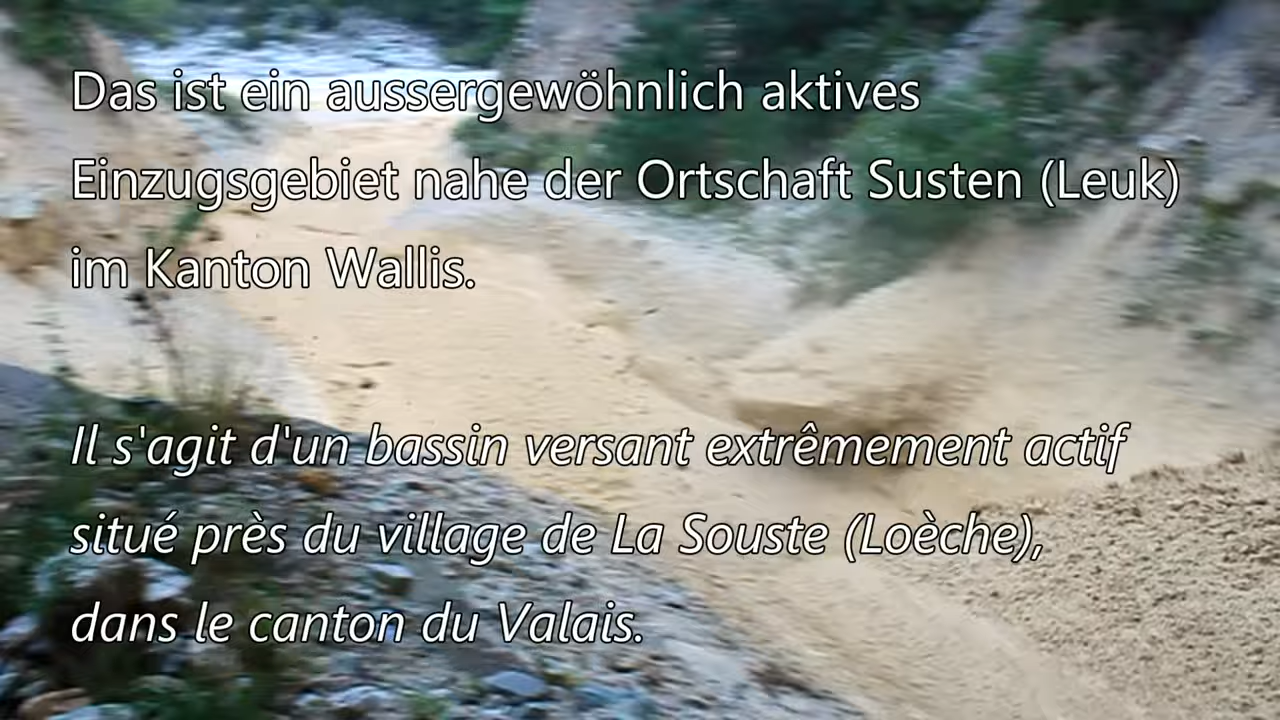 Das ist ein aussergewöhnlich aktives
Einzugsgebiet nahe der Ortschaft Susten (Leuk)
im Kanton Wallis.
Il s'agit d'un bassin versant extrêmement actif
situé près du village de La Souste (Loèche),
dans le canton du Valais.